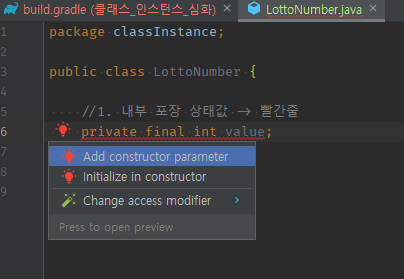 build.gradle (클래스_인스턴스_심화) × LottoNumber.java ×
1 package classInstance;
2
3 public class LottoNumber {
4
5 //1. 내부 포장 상태값 -> 빨간줄
6 private final int value;
7 Add constructor parameter
8 Initialize in constructor
9 Change access modifier
Press to open preview